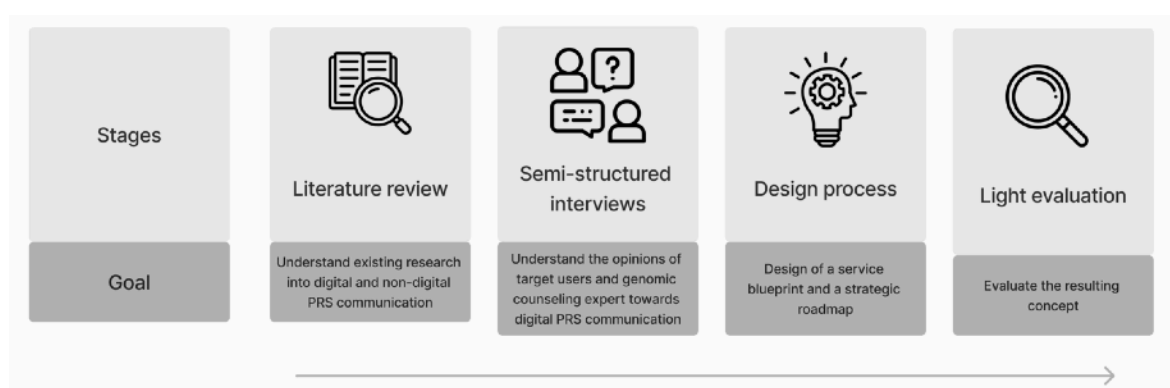 Stages
Literature review
Semi-structured
interviews
Design process
Light evaluation
Goal
Understand existing research
into digital and non-digital
PRS communication
Understand the opinions of
target users and genomic
counseling expert towards
digital PRS communication
Design of a service
blueprint and a strategic
roadmap
Evaluate the resulting
concept
?